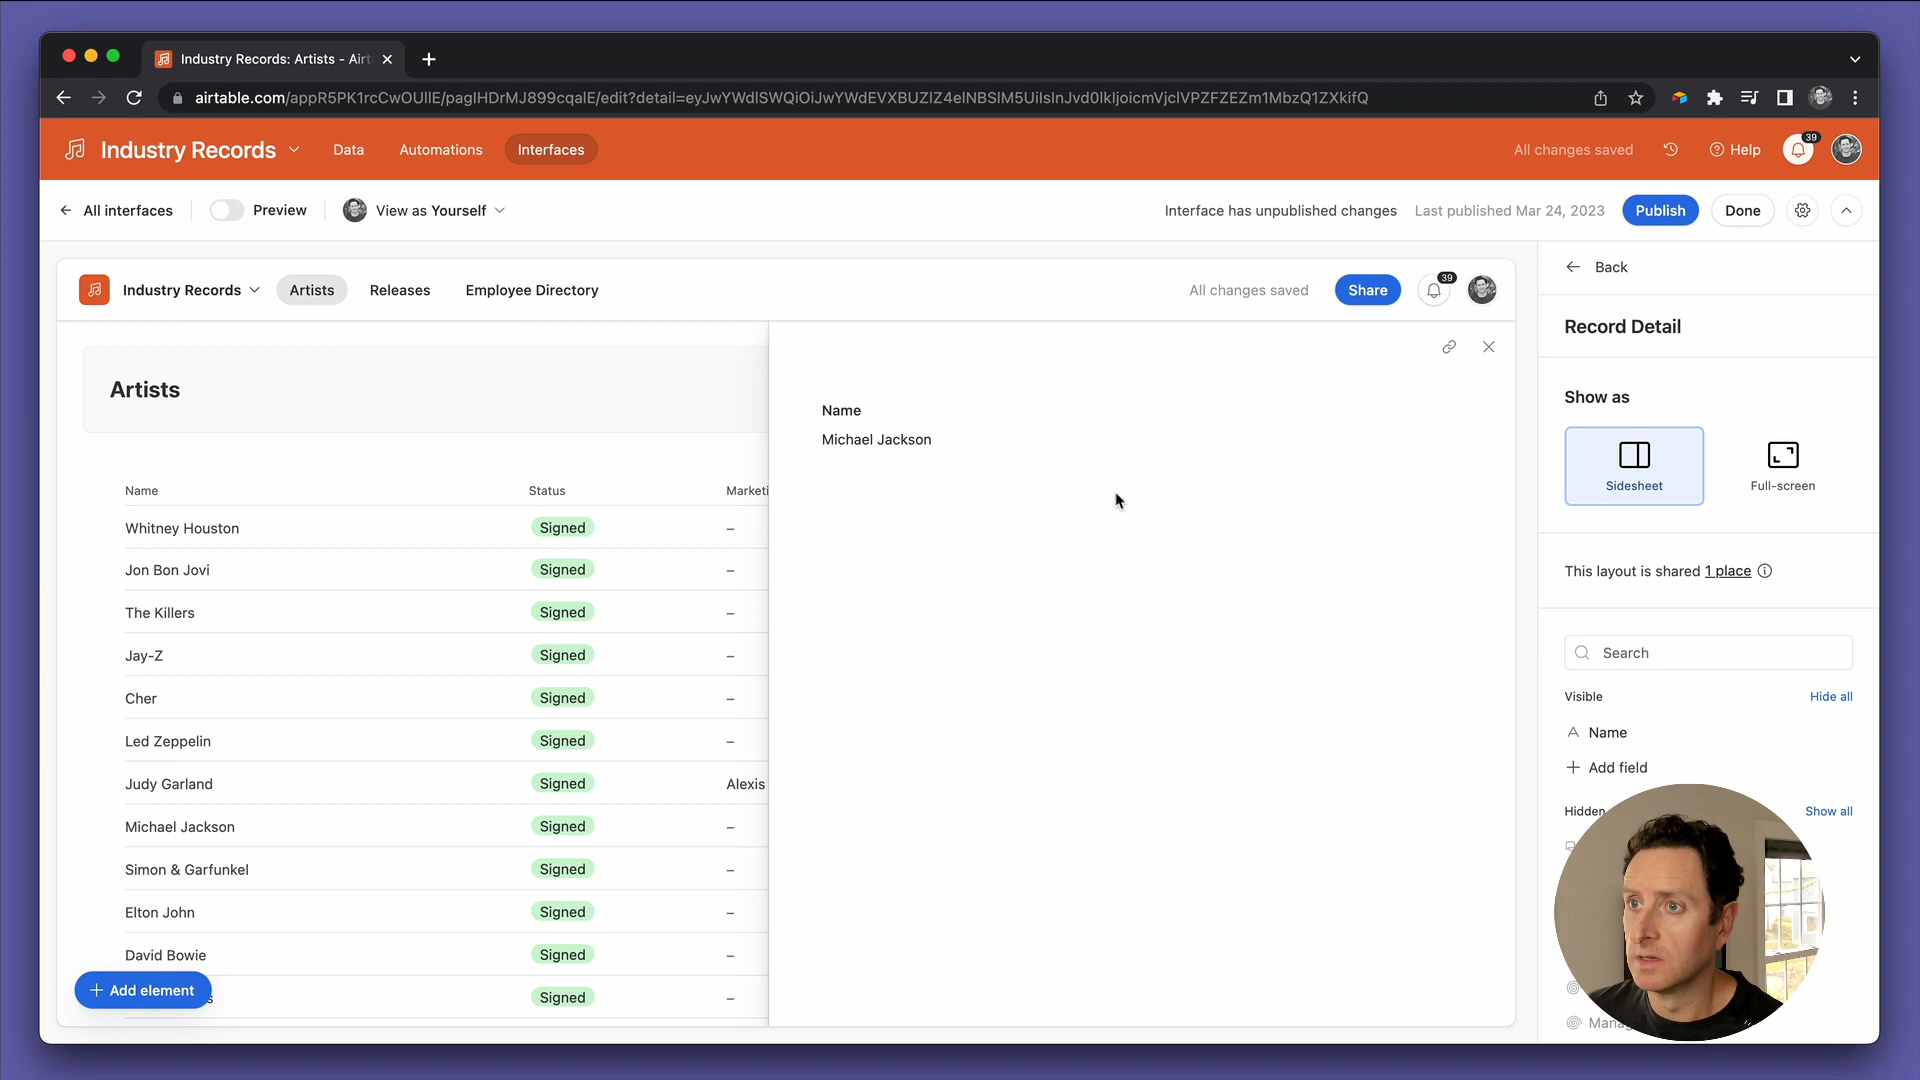 Industry Records: Artists - Airt
airtable.com/appR5PK1rcCwOUllE/pagIHDrMJ899cqalE/edit?detail=eyJwYWdlSWQiOiJwYWdEVXBUZlZ4elNBSlM5UiIsInJvd0lkIjoicmVjclVPZFZEZm1MbzQ1ZXkifQ
Industry Records
Data
Automations
Interfaces
All changes saved
Help
39
All interfaces
Preview
View as Yourself
Interface has unpublished changes
Last published Mar 24, 2023
Publish
Done
Industry Records
Artists
Releases
Employee Directory
All changes saved
Share
39
Artists
Name Status Marketi
Whitney Houston Signed –
Jon Bon Jovi Signed –
The Killers Signed –
Jay-Z Signed –
Cher Signed –
Led Zeppelin Signed –
Judy Garland Signed Alexis
Michael Jackson Signed –
Simon & Garfunkel Signed –
Elton John Signed –
David Bowie Signed –
s Signed –
+ Add element
Name
Michael Jackson
Back
Record Detail
Show as
Sidesheet
Full-screen
This layout is shared 1 place
Search
Visible
Hide all
Name
+ Add field
Hidden
Show all